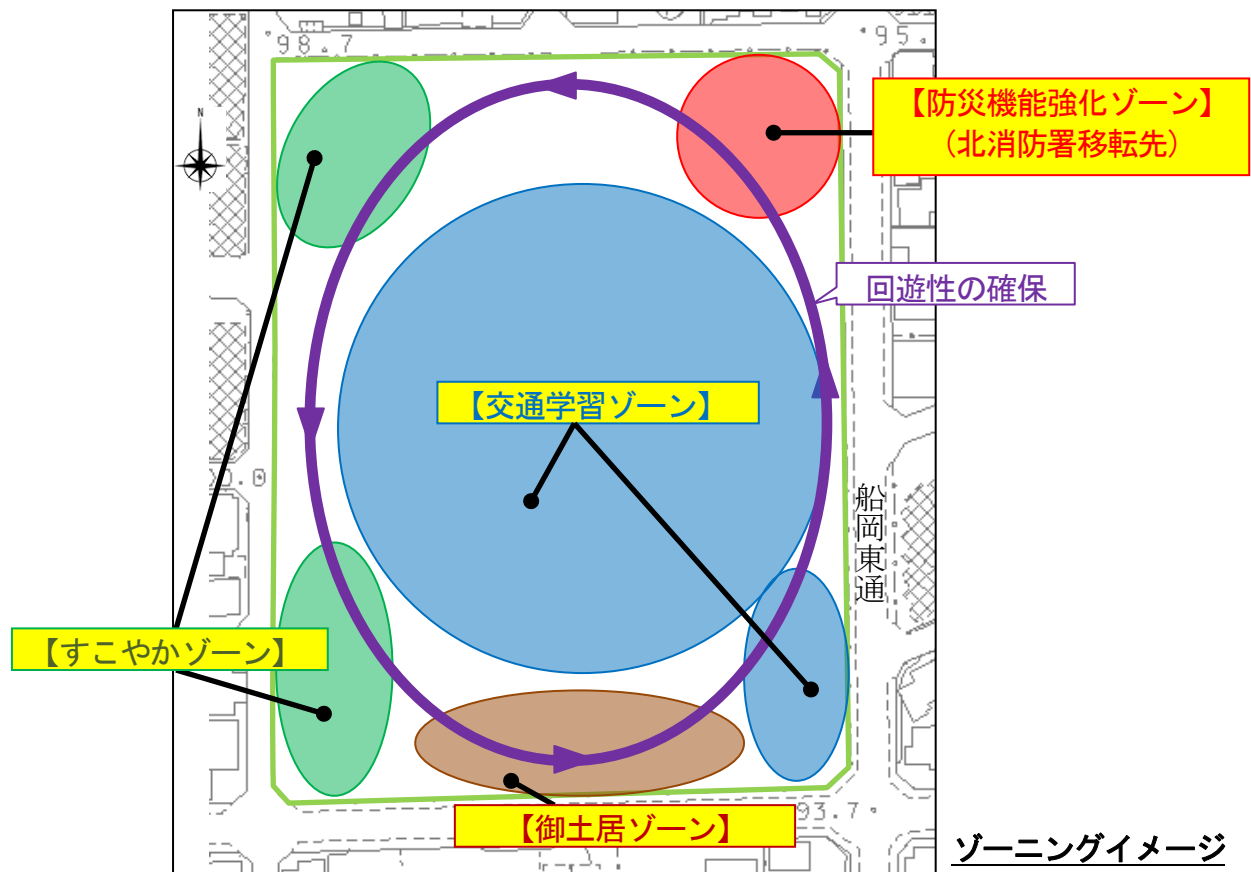 98.7
95.
N
【防災機能強化ゾーン】
（北消防署移転先）
回遊性の確保
【交通学習ゾーン】
船岡東通
【すこやかゾーン】
【御土居ゾーン】
93.7
ゾーニングイメージ